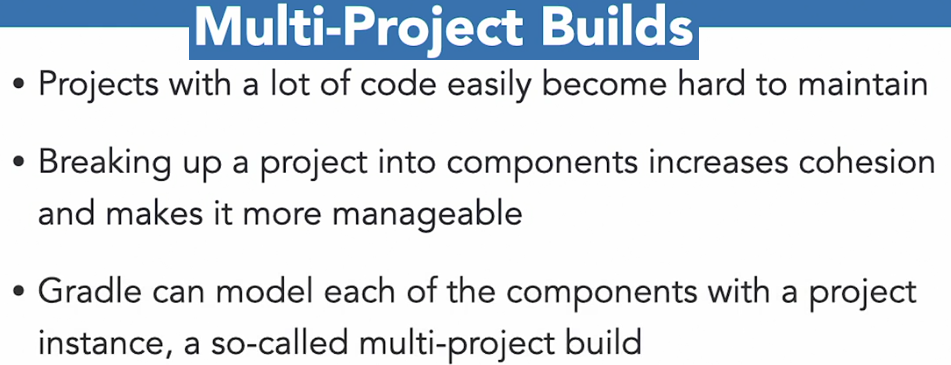 Multi-Project Builds
• Projects with a lot of code easily become hard to maintain
• Breaking up a project into components increases cohesion
and makes it more manageable
• Gradle can model each of the components with a project
instance, a so-called multi-project build